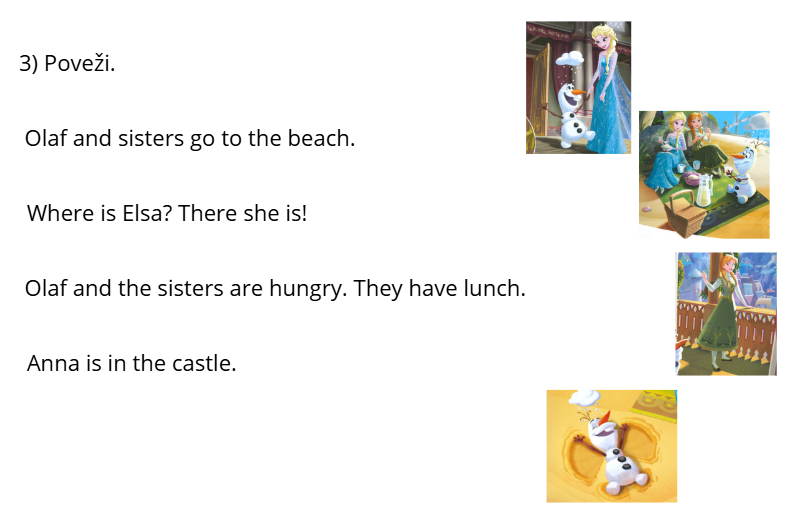 3) Poveži.
Olaf and sisters go to the beach.
Where is Elsa? There she is!
Olaf and the sisters are hungry. They have lunch.
Anna is in the castle.